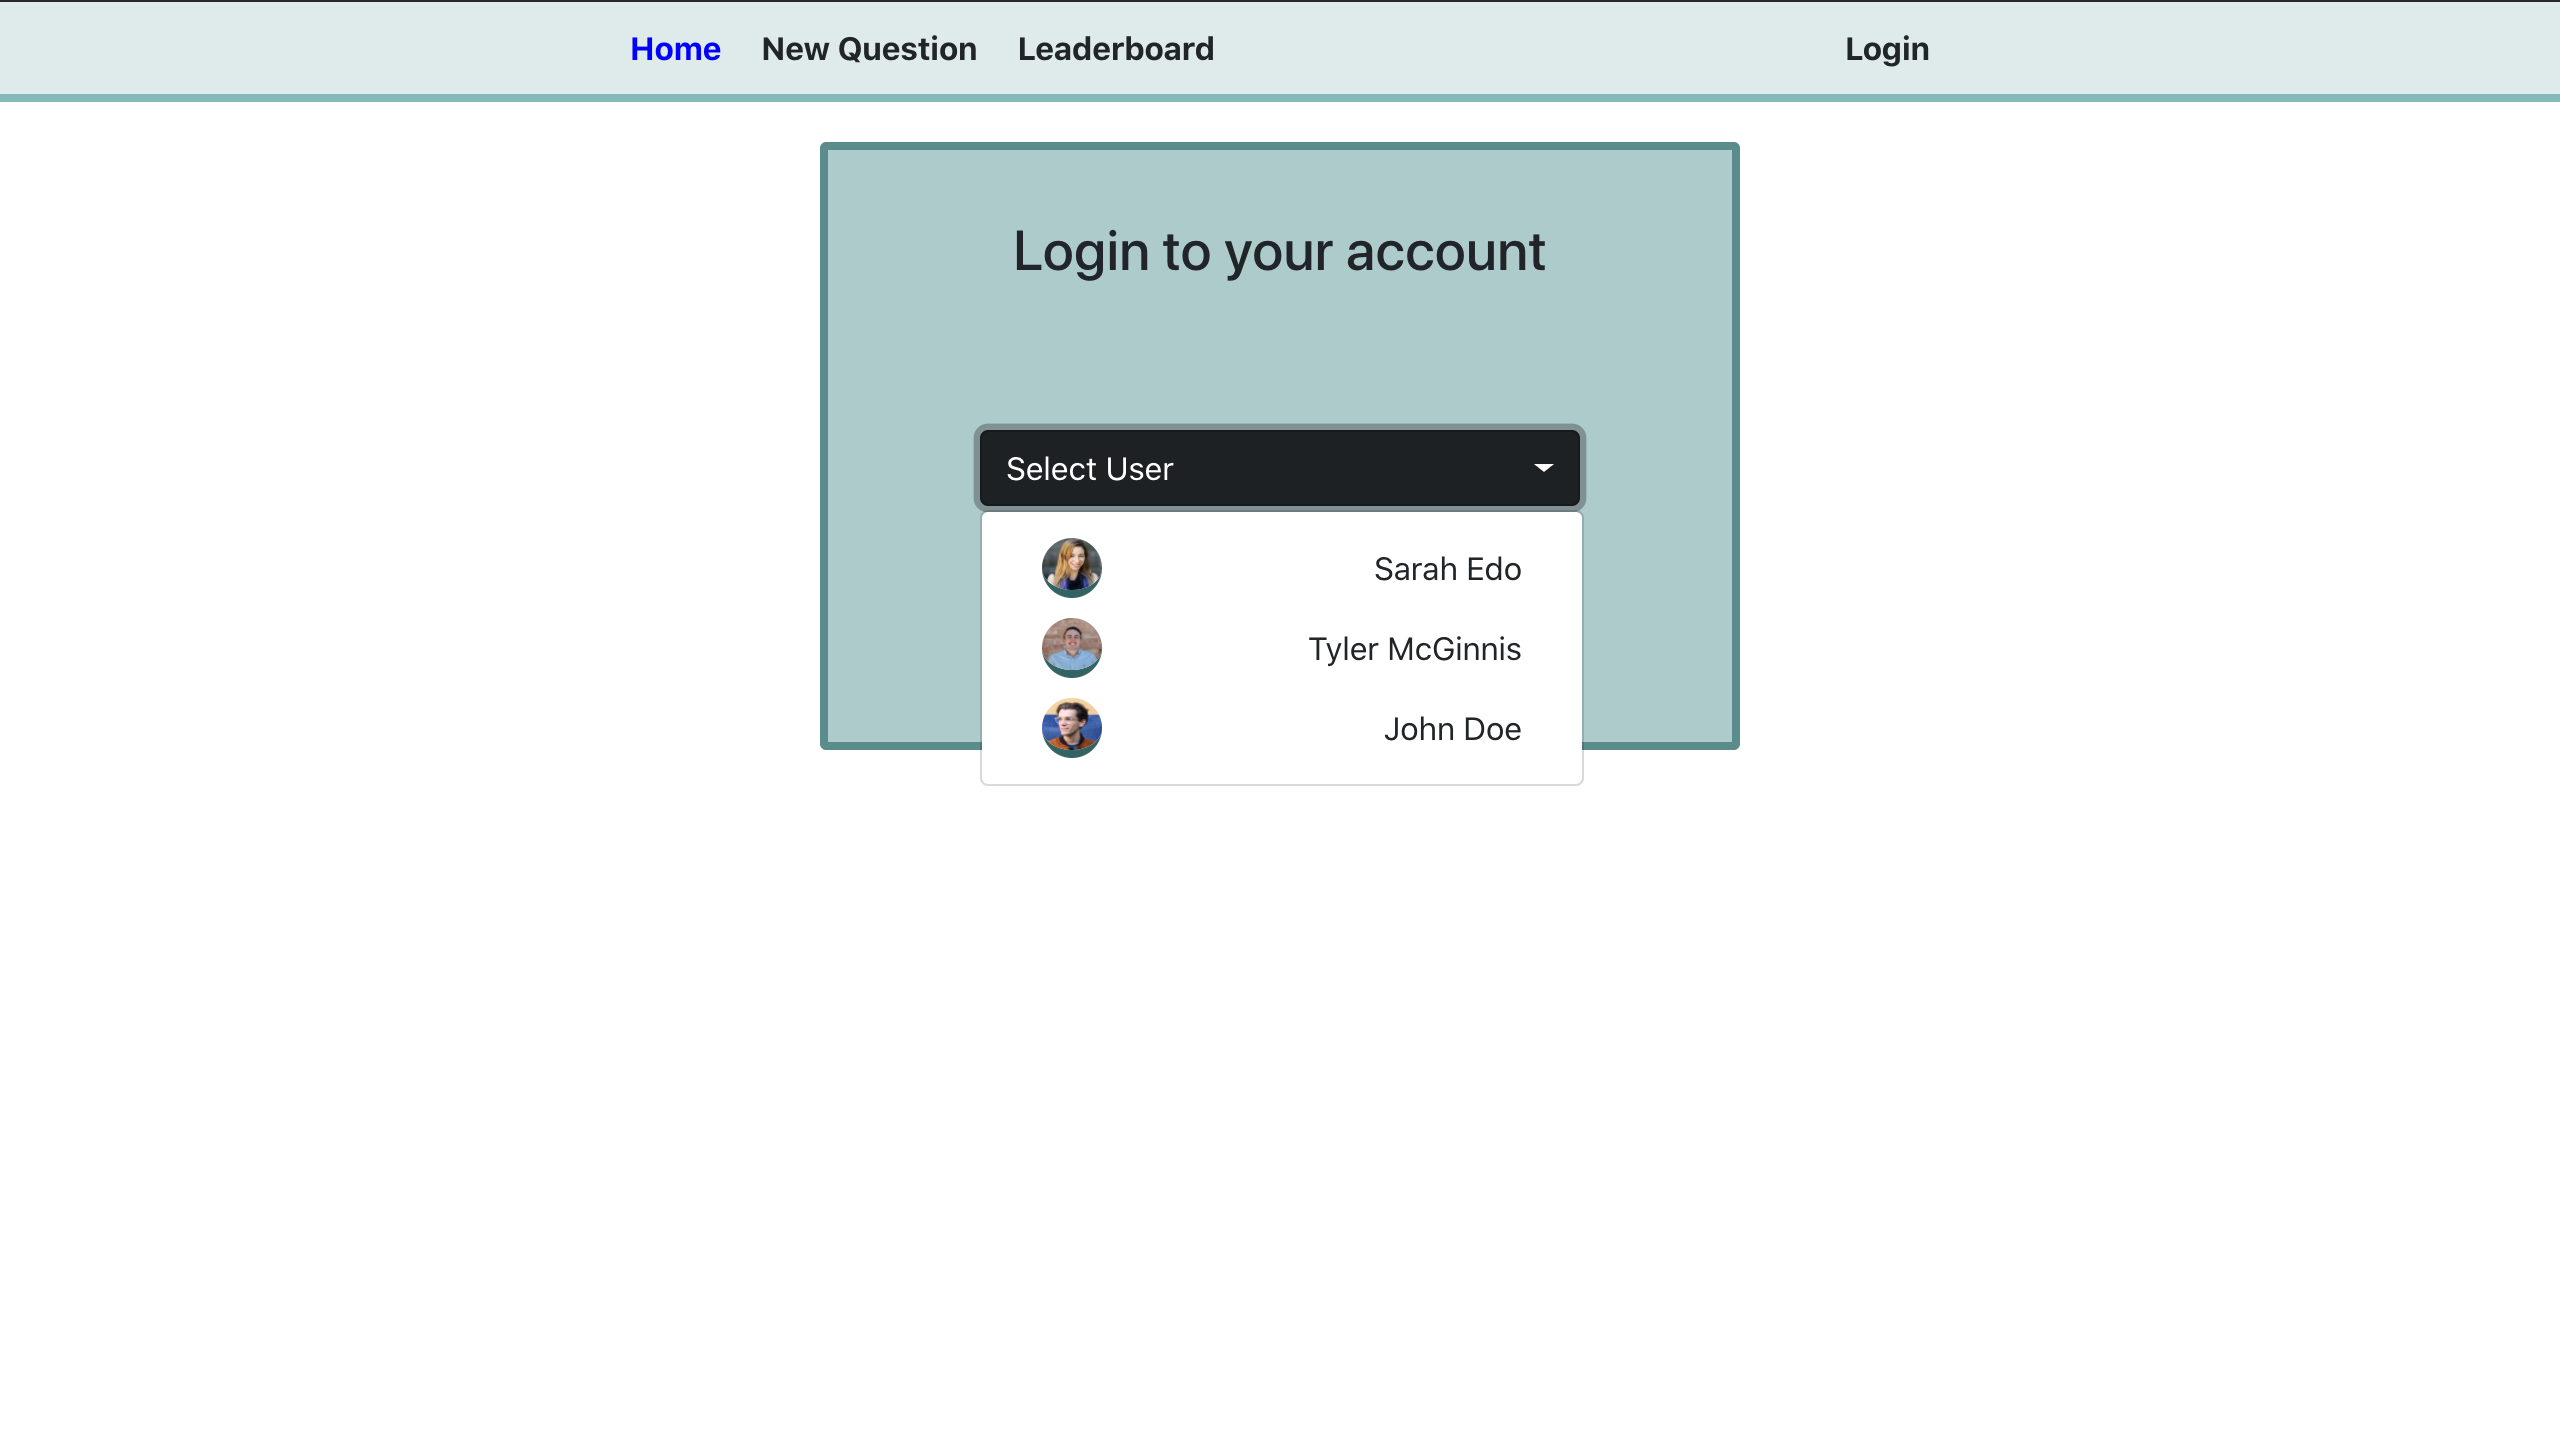 Home New Question Leaderboard Login
Login to your account
Select User
Sarah Edo
Tyler McGinnis
John Doe